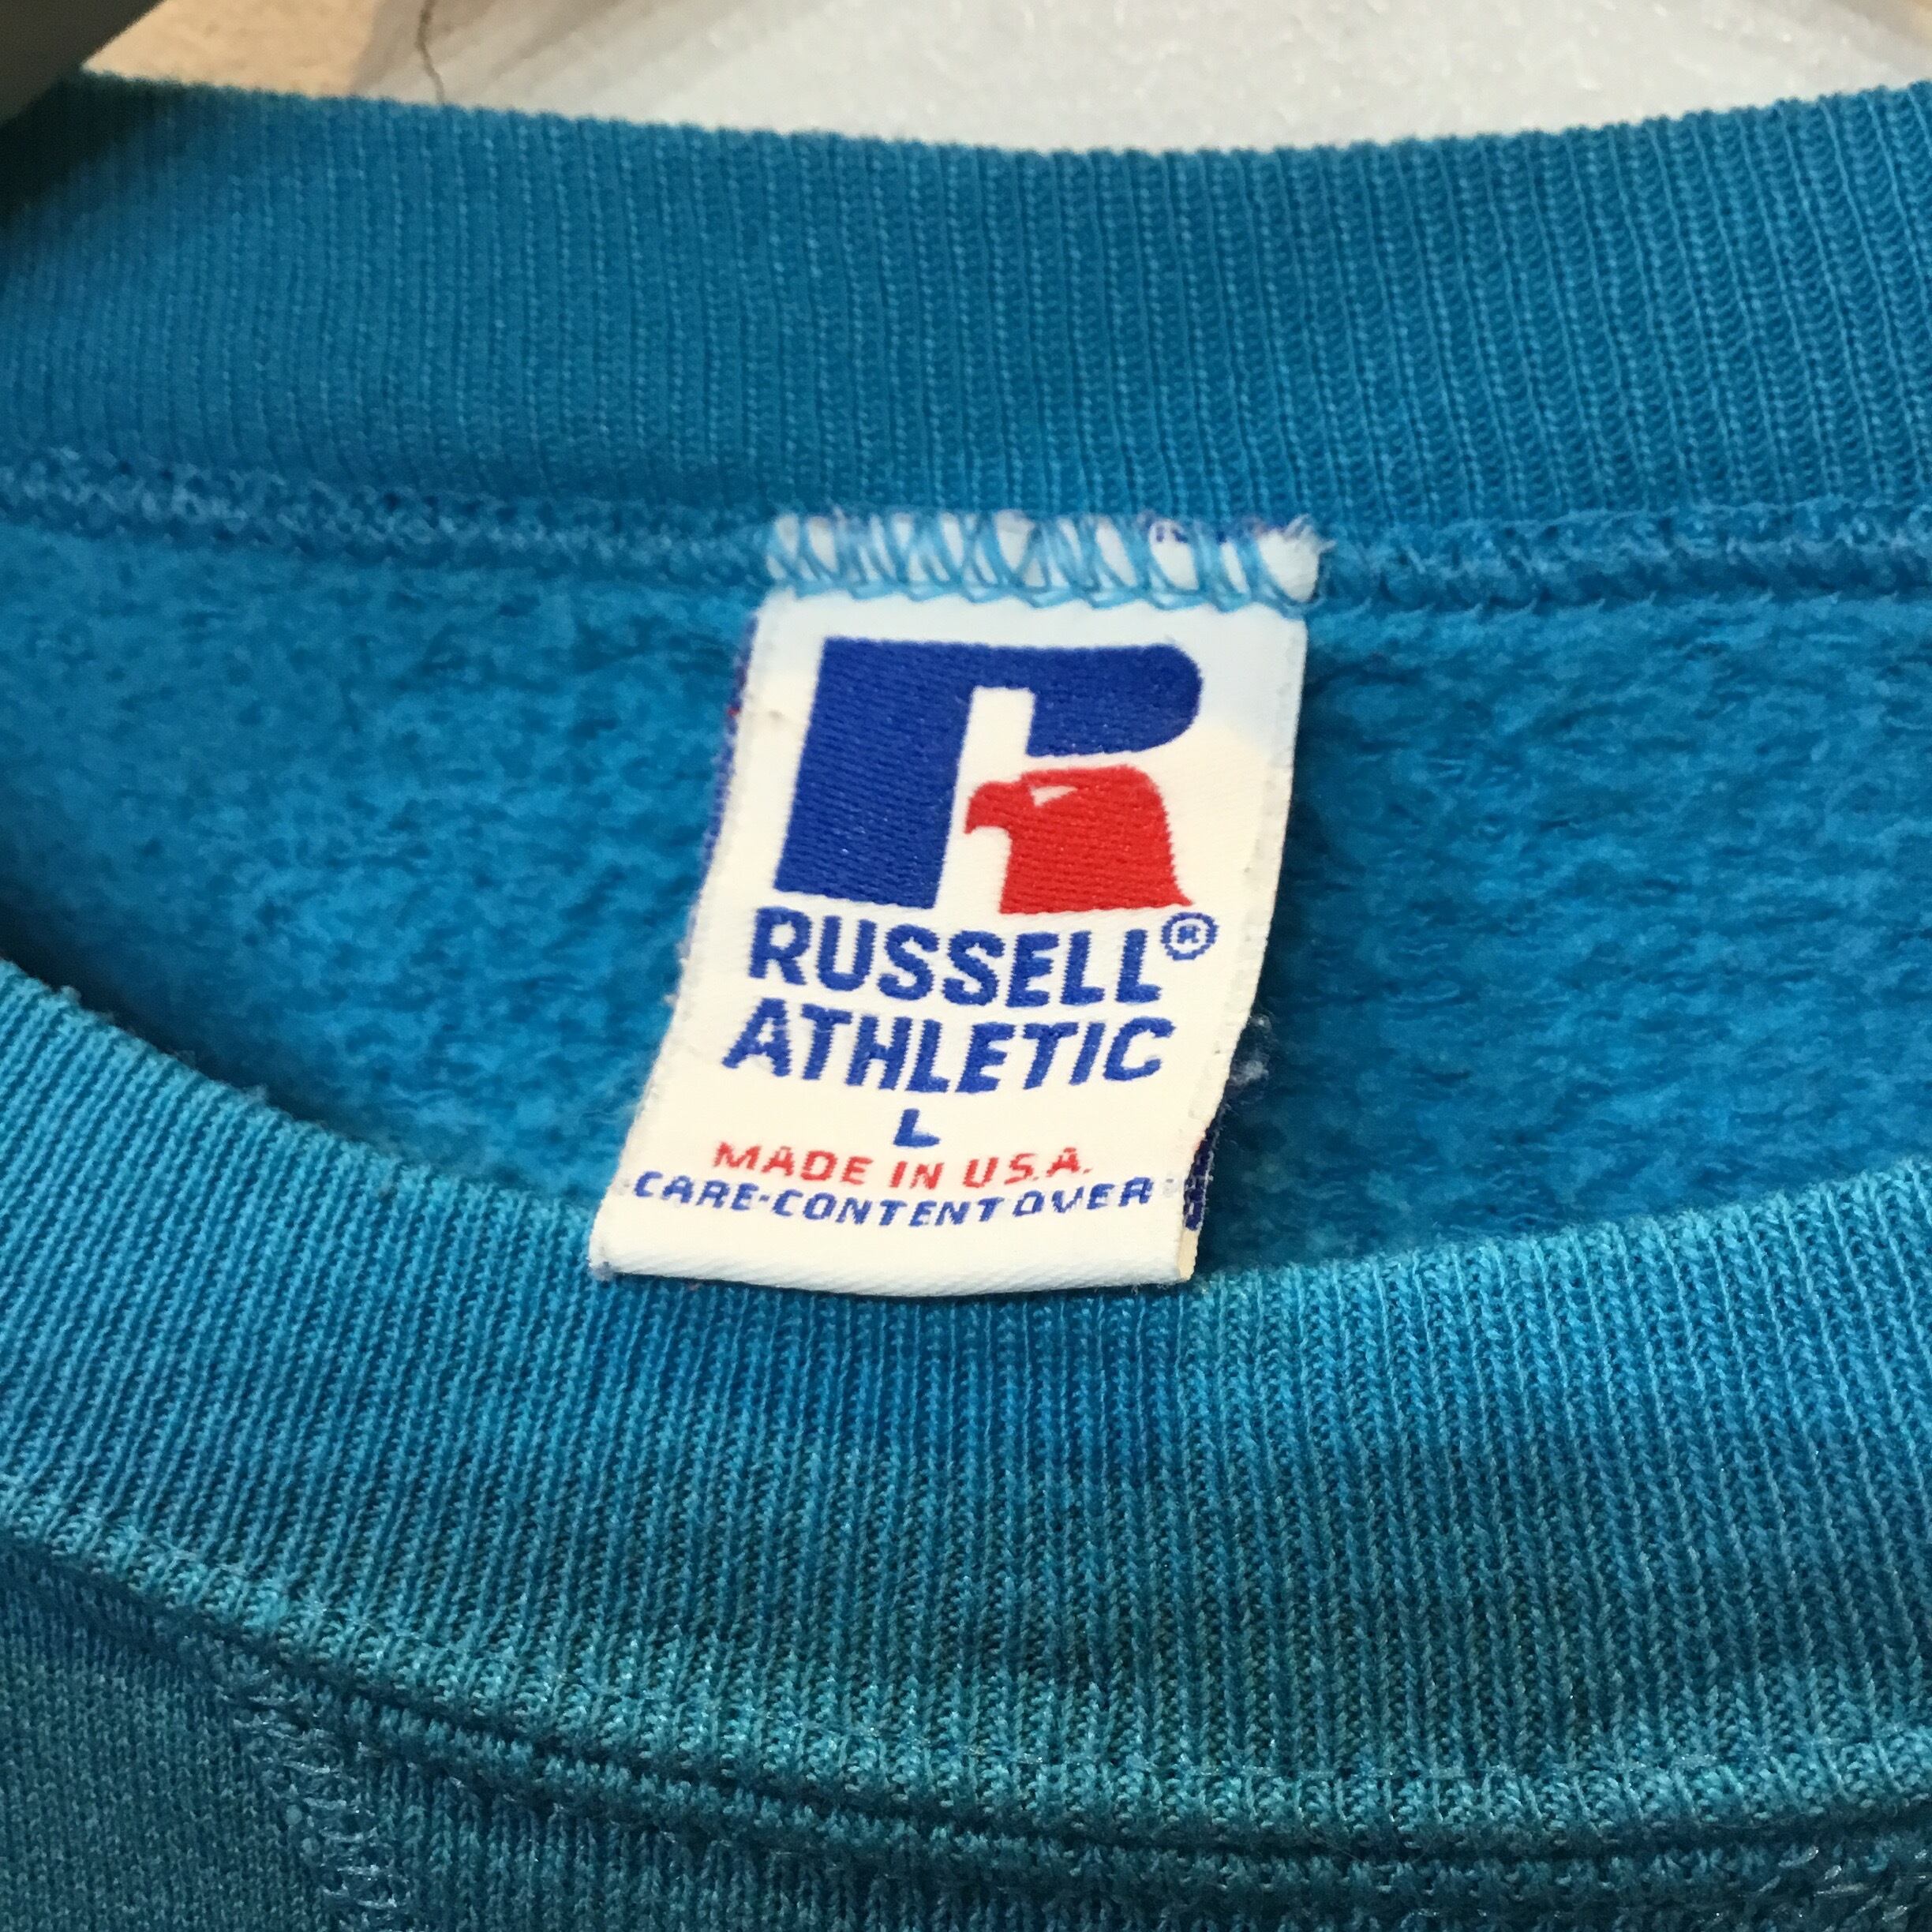 RUSSELL®
ATHLETIC
L
MADE IN U.S.A.
CARE-CONTENT OVER